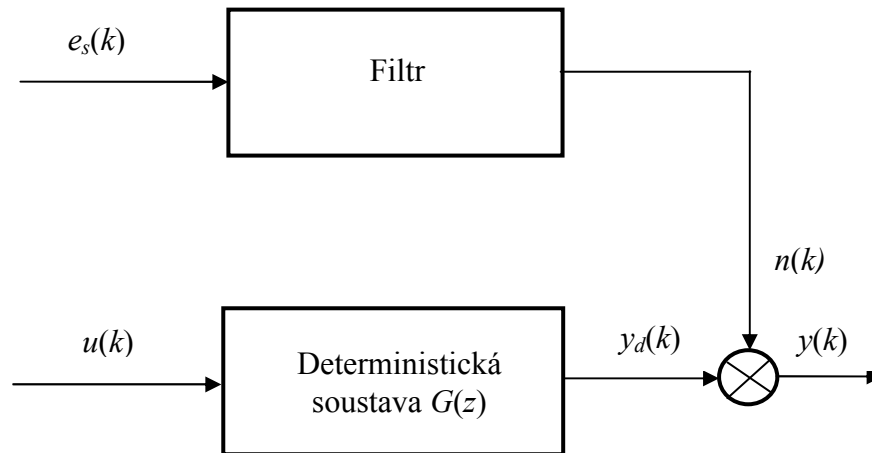 e_s(k)
Filtr
n(k)
u(k)
Deterministická
soustava G(z)
y_d(k)
y(k)